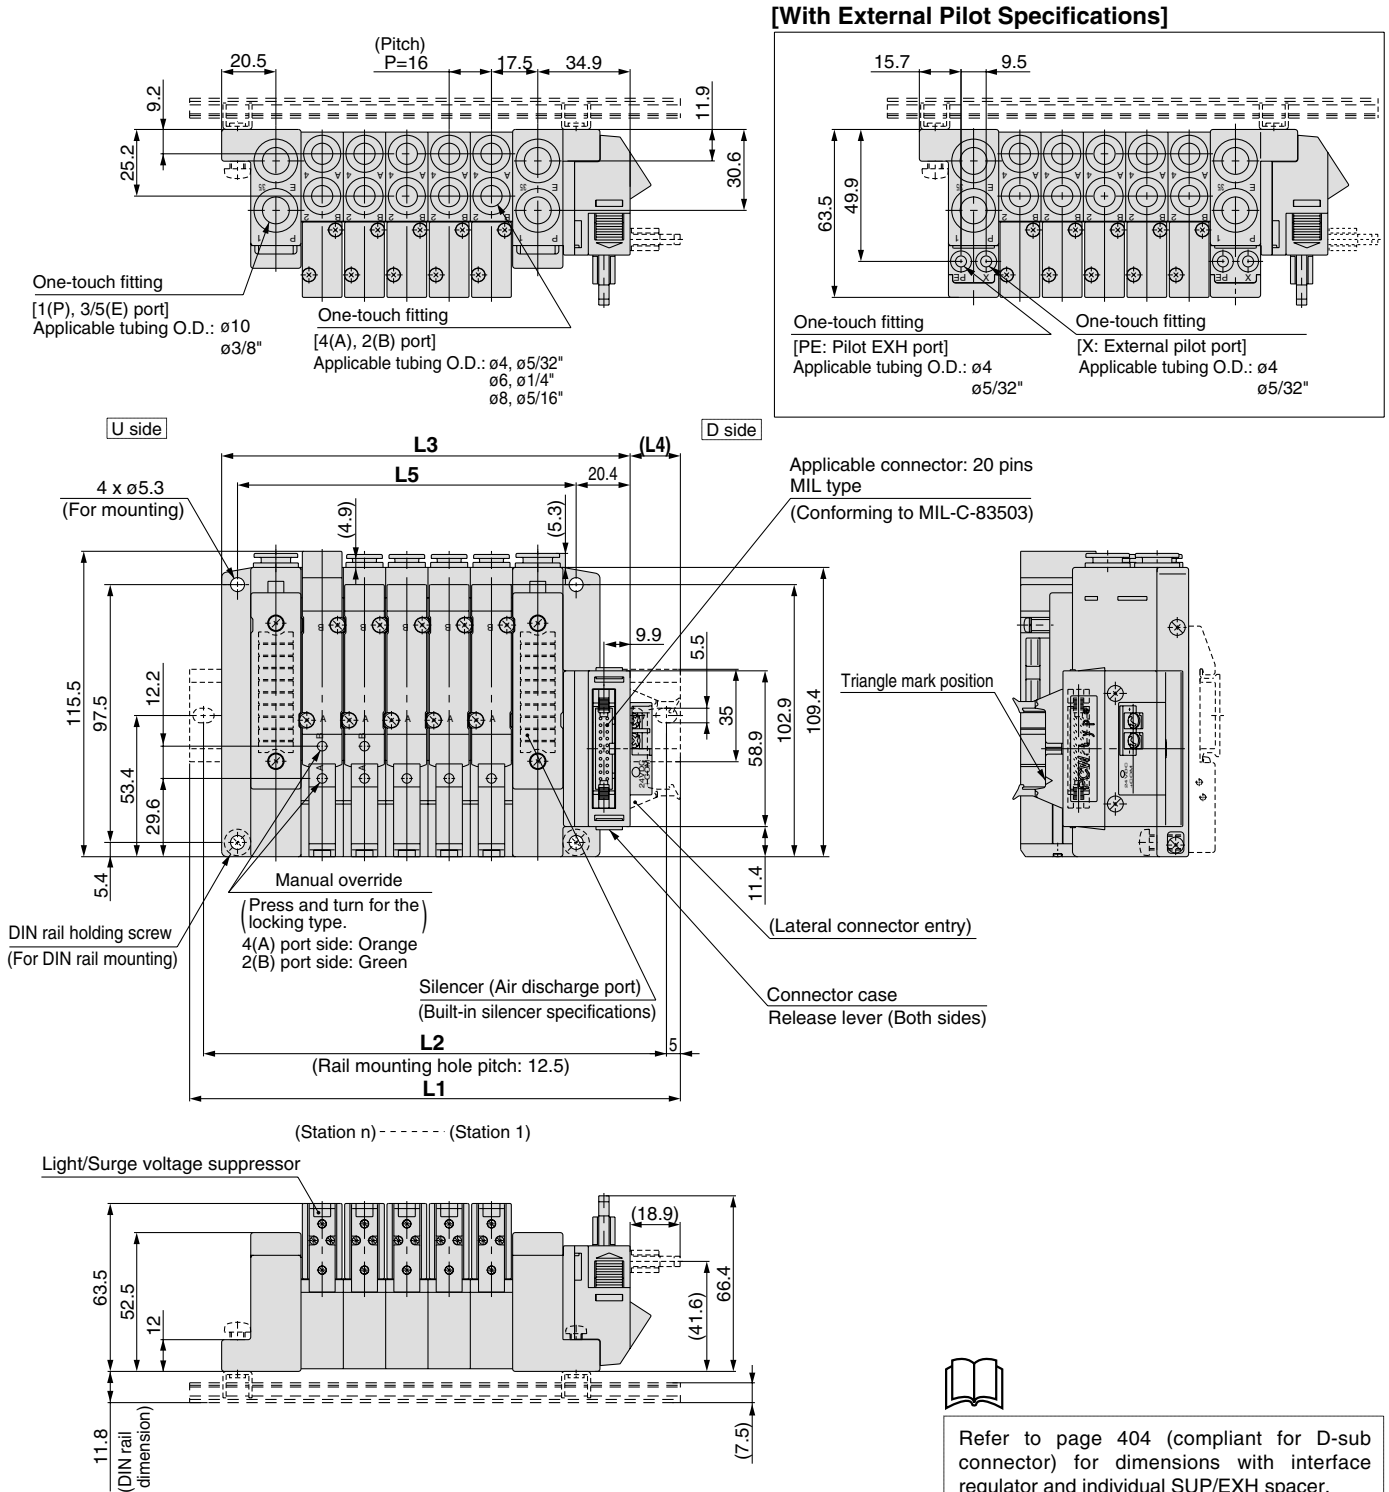 [With External Pilot Specifications]
(Pitch)
P=16
20.5
17.5
34.9
9.2
25.2
11.9
30.6
15.7
9.5
63.5
49.9
One-touch fitting
[1(P), 3/5(E) port]
Applicable tubing O.D.: ø10
ø3/8"
One-touch fitting
[4(A), 2(B) port]
Applicable tubing O.D.: ø4, ø5/32"
ø6, ø1/4"
ø8, ø5/16"
One-touch fitting
[PE: Pilot EXH port]
Applicable tubing O.D.: ø4
ø5/32"
One-touch fitting
[X: External pilot port]
Applicable tubing O.D.: ø4
ø5/32"
U side
D side
L3
(L4)
L5
20.4
4 x ø5.3
(For mounting)
(4.9)
(5.3)
Applicable connector: 20 pins
MIL type
(Conforming to MIL-C-83503)
9.9
5.5
35
58.9
102.9
109.4
115.5
97.5
12.2
53.4
29.6
5.4
11.4
Triangle mark position
Manual override
(Press and turn for the
locking type.)
4(A) port side: Orange
2(B) port side: Green
DIN rail holding screw
(For DIN rail mounting)
Silencer (Air discharge port)
(Built-in silencer specifications)
(Lateral connector entry)
Connector case
Release lever (Both sides)
L2
5
(Rail mounting hole pitch: 12.5)
L1
(Station n)------(Station 1)
Light/Surge voltage suppressor
63.5
52.5
12
11.8
(DIN rail
dimension)
(18.9)
(41.6)
66.4
(7.5)
Refer to page 404 (compliant for D-sub
connector) for dimensions with interface
regulator and individual SUP/EXH spacer.